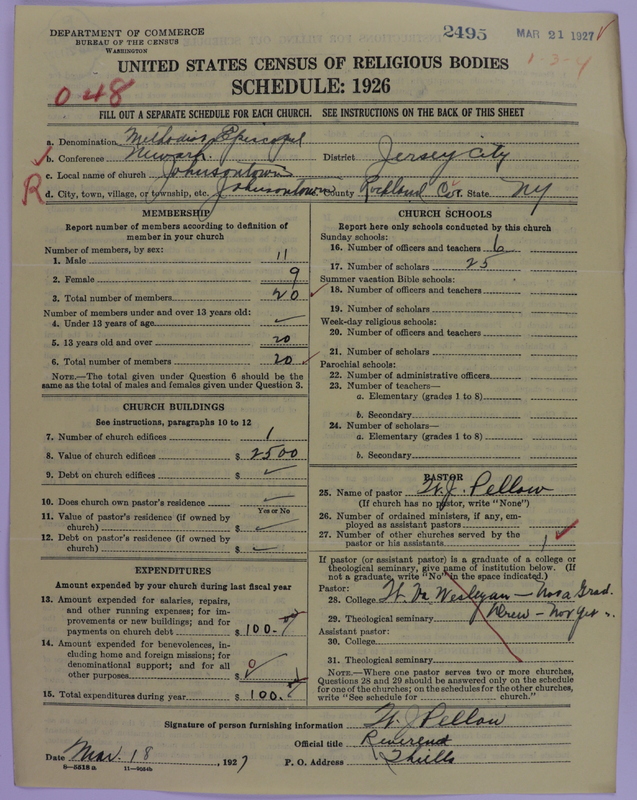 DEPARTMENT OF COMMERCE
BUREAU OF THE CENSUS
WASHINGTON
2495
MAR 21 1927
1-3-4
UNITED STATES CENSUS OF RELIGIOUS BODIES
SCHEDULE: 1926
048
FILL OUT A SEPARATE SCHEDULE FOR EACH CHURCH. SEE INSTRUCTIONS ON THE BACK OF THIS SHEET
a. Denomination Methodist Episcopal
b. Conference Newark District Jersey City
c. Local name of church Johnsontown
R d. City, town, village, or township, etc. Johnsontown County Rockland Co. State NY
MEMBERSHIP
Report number of members according to definition of member in your church
Number of members, by sex:
1. Male 11
2. Female 9
3. Total number of members 20
Number of members under and over 13 years old:
4. Under 13 years of age
5. 13 years old and over 20
6. Total number of members 20
NOTE.—The total given under Question 6 should be the same as the total of males and females given under Question 3.
CHURCH BUILDINGS
See instructions, paragraphs 10 to 12
7. Number of church edifices 1
8. Value of church edifices $ 2500
9. Debt on church edifices $
10. Does church own pastor's residence
Yes or No
11. Value of pastor's residence (if owned by church) $
12. Debt on pastor's residence (if owned by church) $
EXPENDITURES
Amount expended by your church during last fiscal year
13. Amount expended for salaries, repairs, and other running expenses; for improvements or new buildings; and for payments on church debt $ 100.
14. Amount expended for benevolences, including home and foreign missions; for denominational support; and for all other purposes $ 0
15. Total expenditures during year $ 100.
CHURCH SCHOOLS
Report here only schools conducted by this church
Sunday schools:
16. Number of officers and teachers 6
17. Number of scholars 25
Summer vacation Bible schools:
18. Number of officers and teachers
19. Number of scholars
Week-day religious schools:
20. Number of officers and teachers
21. Number of scholars
Parochial schools:
22. Number of administrative officers
23. Number of teachers—
a. Elementary (grades 1 to 8)
b. Secondary
24. Number of scholars—
a. Elementary (grades 1 to 8)
b. Secondary
PASTOR
25. Name of pastor W. J. Pellow
(If church has no pastor, write "None")
26. Number of ordained ministers, if any, employed as assistant pastors
27. Number of other churches served by the pastor or his assistants 1
If pastor (or assistant pastor) is a graduate of a college or theological seminary, give name of institution below. (If not a graduate, write "No" in the space indicated.)
Pastor:
28. College W. Va Wesleyan — Not a Grad.
29. Theological seminary Drew — Not yet
Assistant pastor:
30. College
31. Theological seminary
NOTE.—Where one pastor serves two or more churches, Questions 28 and 29 should be answered only on the schedule for one of the churches; on the schedules for the other churches, write "See schedule for church."
Signature of person furnishing information W. J. Pellow
Official title Reverend
Date Mar. 18, 1927 P. O. Address Thiells
8—5318 a 11—9164b